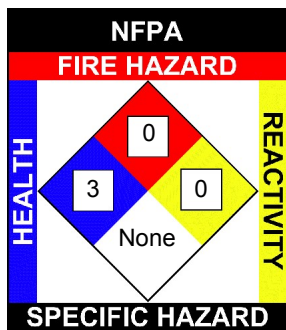 NFPA
FIRE HAZARD
0
HEALTH
3
0
REACTIVITY
None
SPECIFIC HAZARD